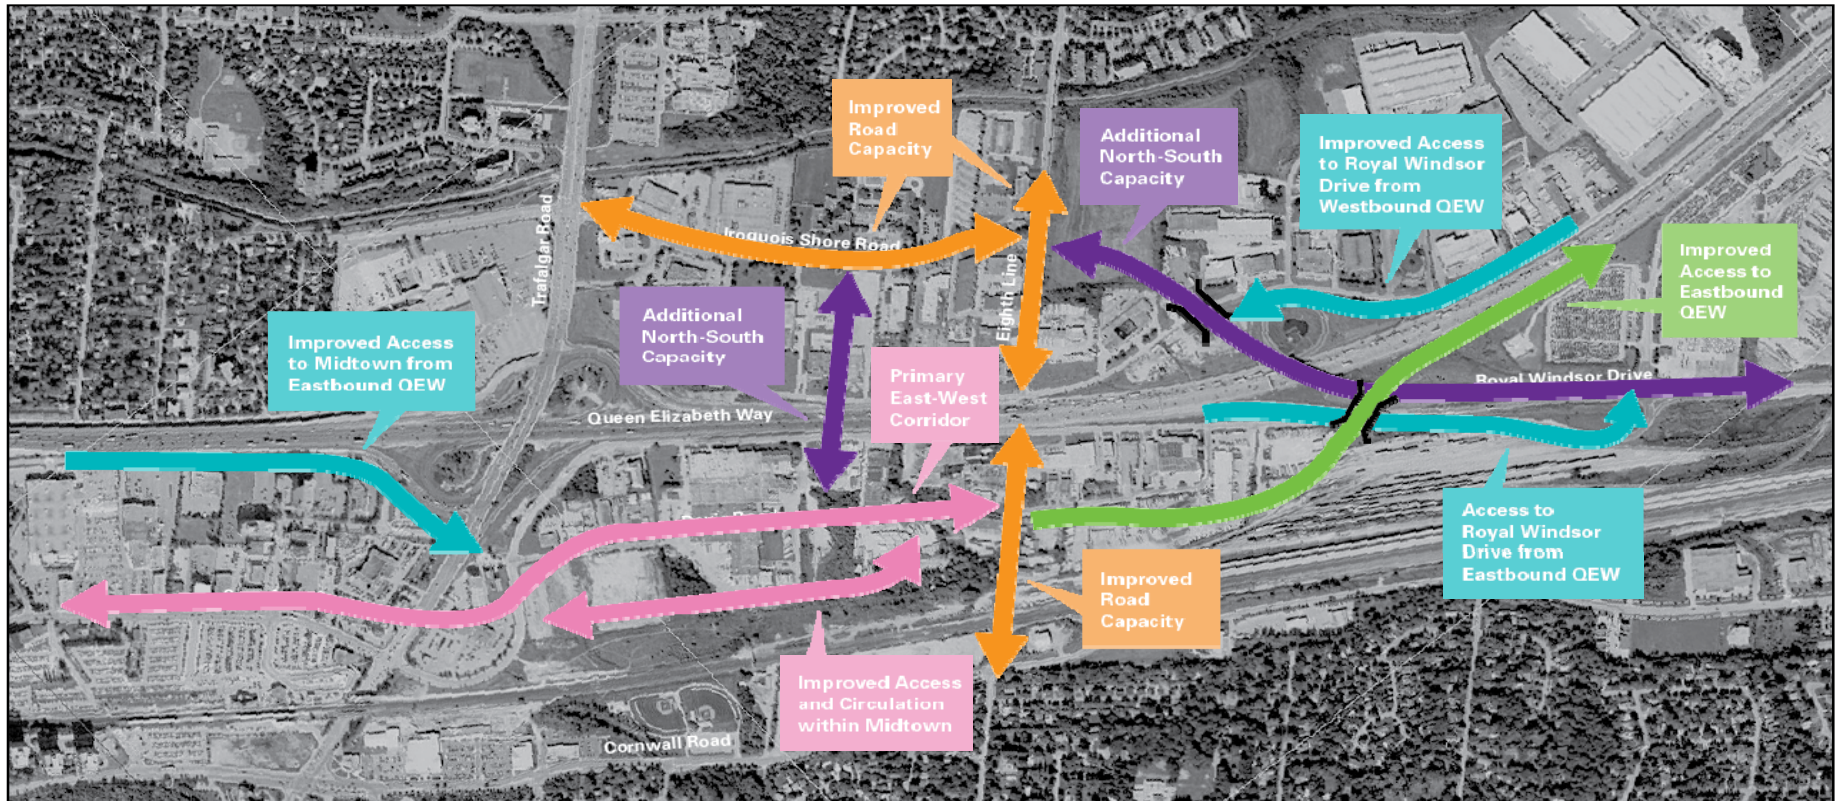 Improved
Road
Capacity
Additional
North-South
Capacity
Improved Access
to Royal Windsor
Drive from
Westbound QEW
Trafalgar Road
Iroquois Shore Road
Eighth Line
Improved
Access to
Eastbound
QEW
Improved Access
to Midtown from
Eastbound QEW
Additional
North-South
Capacity
Primary
East-West
Corridor
Royal Windsor Drive
Queen Elizabeth Way
Access to
Royal Windsor
Drive from
Eastbound QEW
Improved
Road
Capacity
Improved Access
and Circulation
within Midtown
Cornwall Road